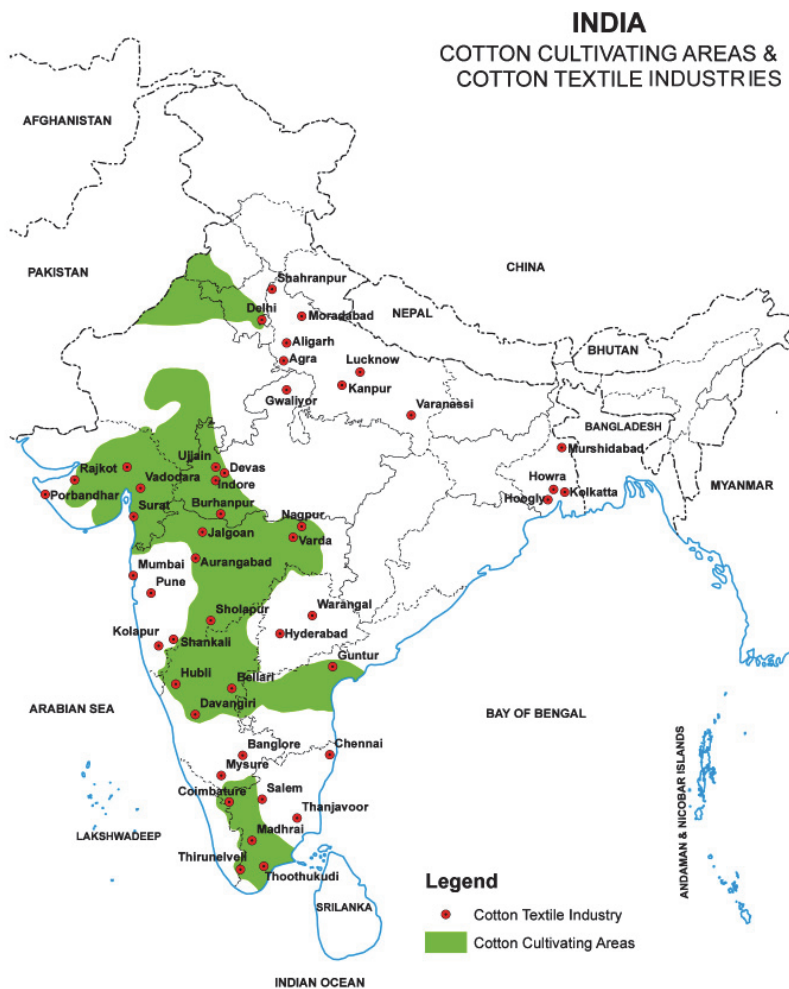 INDIA
COTTON CULTIVATING AREAS &
COTTON TEXTILE INDUSTRIES
AFGHANISTAN
PAKISTAN
CHINA
Shahranpur
Delhi
Moradabad
NEPAL
Aligarh
Agra
Lucknow
BHUTAN
Kanpur
Gwaliyor
Varanassi
BANGLADESH
Murshidabad
Ujjain
Rajkot
Devas
Vadodara
Indore
Howra
MYANMAR
Porbandhar
Kolkatta
Hoogly
Surat
Burhanpur
Nagpur
Jalgoan
Varda
Mumbai
Aurangabad
Pune
Sholapur
Warangal
Kolapur
Hyderabad
Shankali
Guntur
Hubli
Bellari
ARABIAN SEA
Davangiri
BAY OF BENGAL
Banglore
Chennai
Mysure
Coimbature
Salem
Thanjavoor
LAKSHWADEEP
Madhrai
ANDAMAN & NICOBAR ISLANDS
Thirunelveli
Thoothukudi
Legend
SRILANKA
Cotton Textile Industry
Cotton Cultivating Areas
INDIAN OCEAN